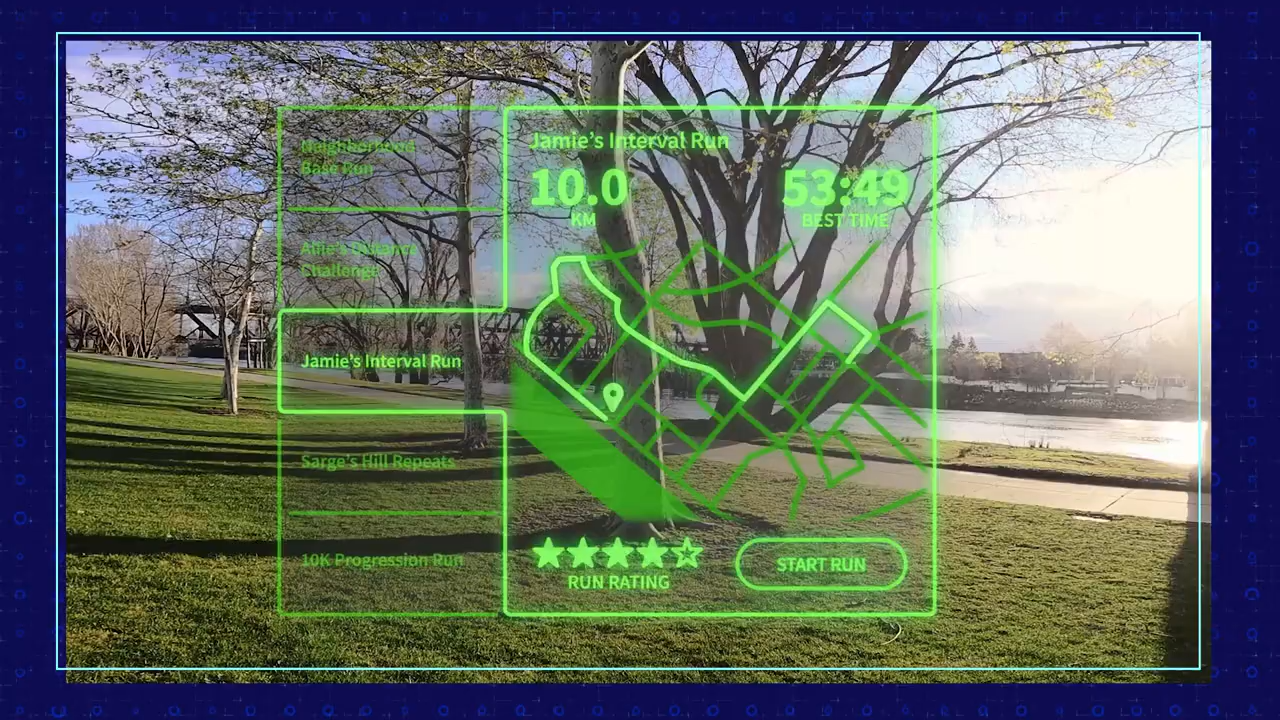 Neighborhood
Base Run
Allie's Distance
Challenge
Jamie's Interval Run
Sarge's Hill Repeats
10K Progression Run
Jamie's Interval Run
10.0
KM
53:49
BEST TIME
RUN RATING
START RUN